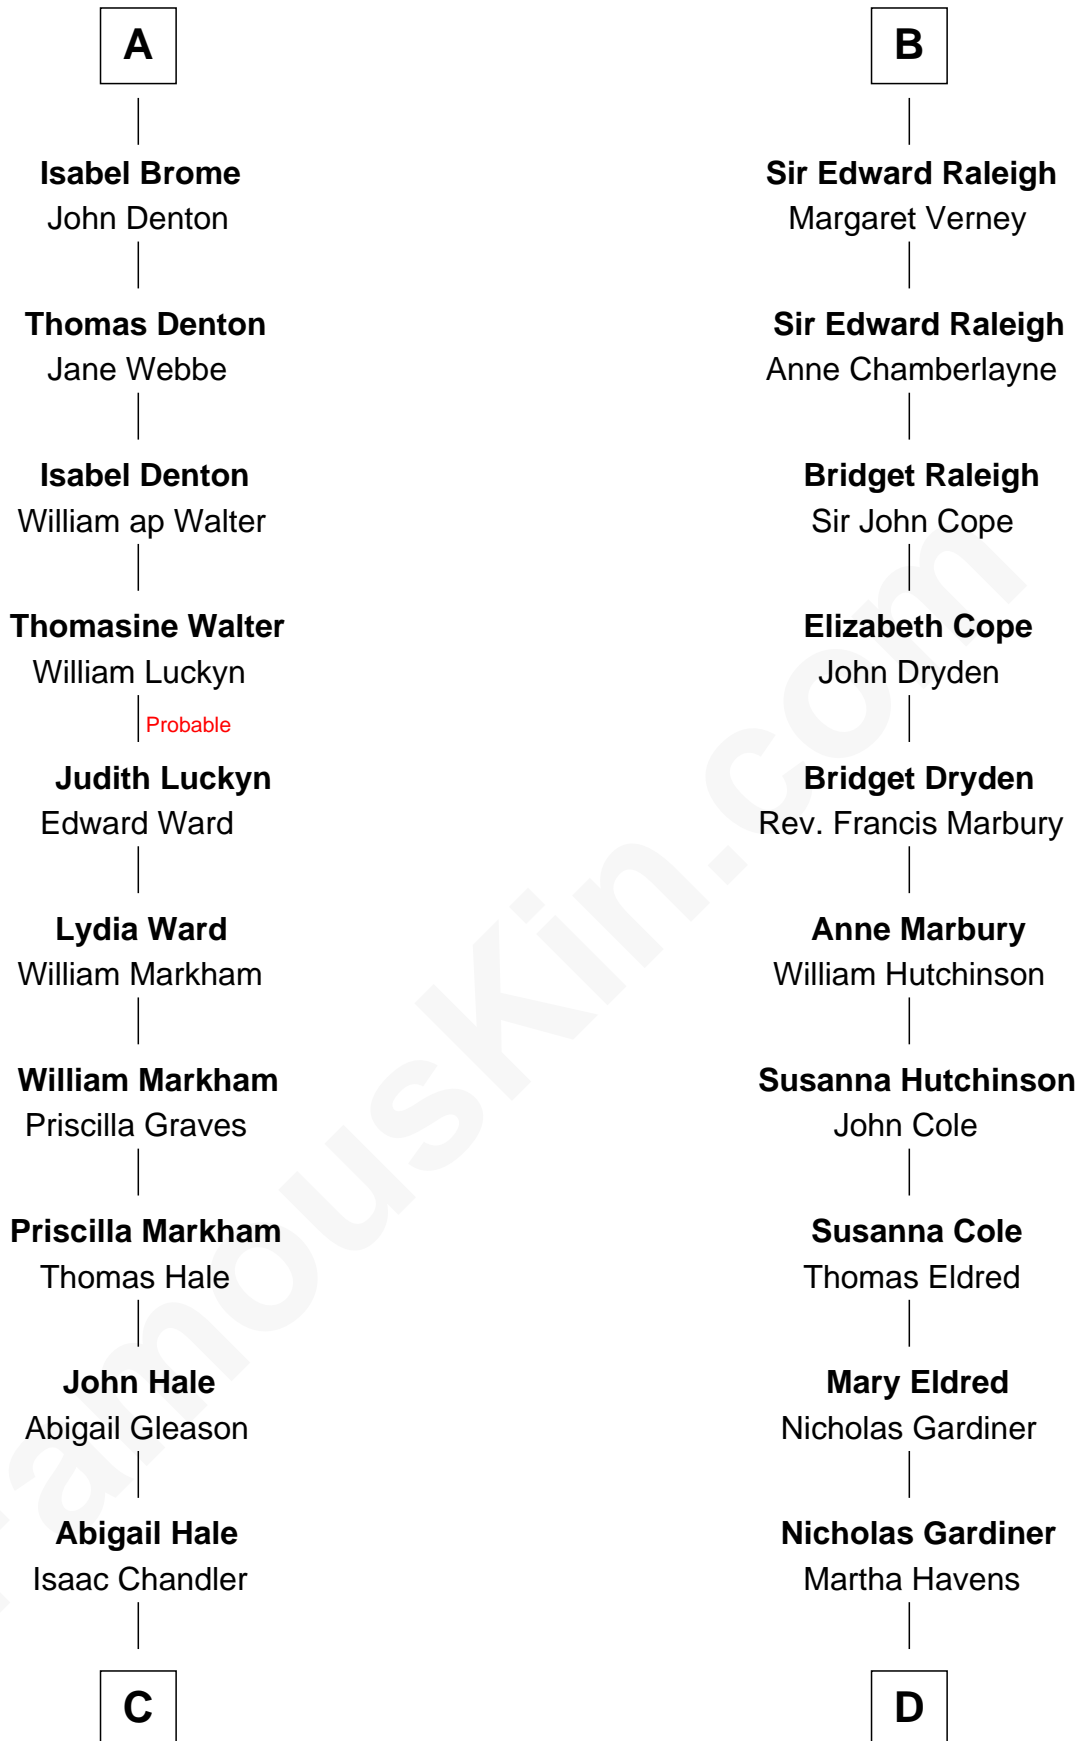 A
Isabel Brome
John Denton
Thomas Denton
Jane Webbe
Isabel Denton
William ap Walter
Thomasine Walter
William Luckyn
Probable
Judith Luckyn
Edward Ward
Lydia Ward
William Markham
William Markham
Priscilla Graves
Priscilla Markham
Thomas Hale
John Hale
Abigail Gleason
Abigail Hale
Isaac Chandler
C
B
Sir Edward Raleigh
Margaret Verney
Sir Edward Raleigh
Anne Chamberlayne
Bridget Raleigh
Sir John Cope
Elizabeth Cope
John Dryden
Bridget Dryden
Rev. Francis Marbury
Anne Marbury
William Hutchinson
Susanna Hutchinson
John Cole
Susanna Cole
Thomas Eldred
Mary Eldred
Nicholas Gardiner
Nicholas Gardiner
Martha Havens
D
FamousKin.com